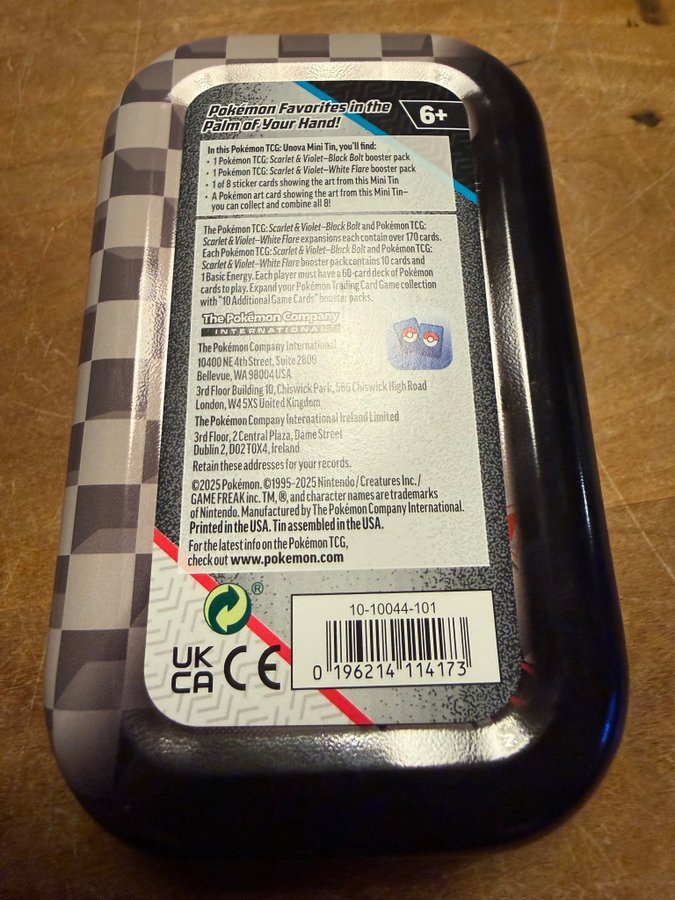 Pokémon Favorites in the
Palm of Your Hand!
6+
In this Pokémon TCG: Unova Mini Tin, you'll find:
• 1 Pokémon TCG: Scarlet & Violet—Black Bolt booster pack
• 1 Pokémon TCG: Scarlet & Violet—White Flare booster pack
• 1 of 8 sticker cards showing the art from this Mini Tin
• A Pokémon art card showing the art from this Mini Tin—
you can collect and combine all 8!
The Pokémon TCG: Scarlet & Violet—Black Bolt and Pokémon TCG:
Scarlet & Violet—White Flare expansions each contain over 170 cards.
Each Pokémon TCG: Scarlet & Violet—Black Bolt and Pokémon TCG:
Scarlet & Violet—White Flare booster pack contains 10 cards and
1 Basic Energy. Each player must have a 60-card deck of Pokémon
cards to play. Expand your Pokémon Trading Card Game collection
with "10 Additional Game Cards" booster packs.
The Pokémon Company
INTERNATIONAL
The Pokémon Company International
10400 NE 4th Street, Suite 2800
Bellevue, WA 98004 USA
3rd Floor Building 10, Chiswick Park, 566 Chiswick High Road
London, W4 5XS United Kingdom
The Pokémon Company International Ireland Limited
3rd Floor, 2 Central Plaza, Dame Street
Dublin 2, D02 T0X4, Ireland
Retain these addresses for your records.
©2025 Pokémon. ©1995-2025 Nintendo / Creatures Inc. /
GAME FREAK inc. TM, ®, and character names are trademarks
of Nintendo. Manufactured by The Pokémon Company International.
Printed in the USA. Tin assembled in the USA.
For the latest info on the Pokémon TCG,
check out www.pokemon.com
®
UK
CA
CE
10-10044-101
0 196214 114173